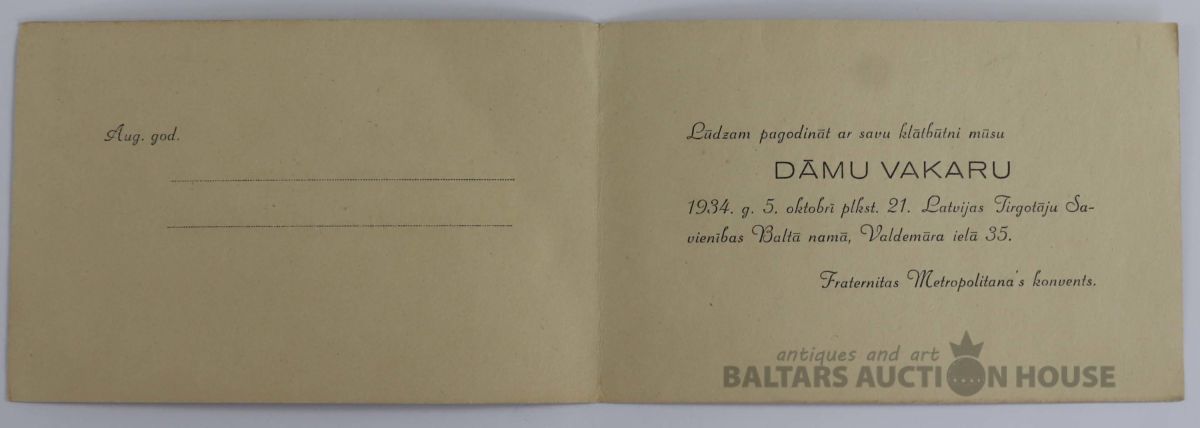 Aug. god.
Lūdzam pagodināt ar savu klātbūtni mūsu
DĀMU VAKARU
1934. g. 5. oktobrī plkst. 21. Latvijas Tirgotāju Sa-
vienības Baltā namā, Valdemāra ielā 35.
Fraternitas Metropolitana's konvents.
antiques and art
BALTARS AUCTION HOUSE